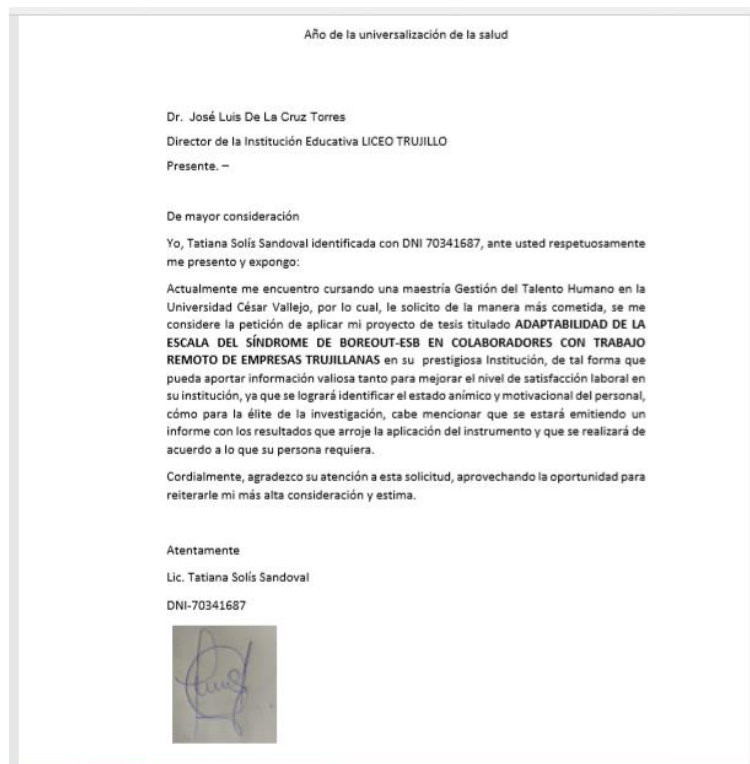 Año de la universalización de la salud
Dr. José Luis De La Cruz Torres
Director de la Institución Educativa LICEO TRUJILLO
Presente. –
De mayor consideración
Yo, Tatiana Solís Sandoval identificada con DNI 70341687, ante usted respetuosamente
me presento y expongo:
Actualmente me encuentro cursando una maestría Gestión del Talento Humano en la
Universidad César Vallejo, por lo cual, le solicito de la manera más cometida, se me
considere la petición de aplicar mi proyecto de tesis titulado ADAPTABILIDAD DE LA
ESCALA DEL SÍNDROME DE BOREOUT-ESB EN COLABORADORES CON TRABAJO
REMOTO DE EMPRESAS TRUJILLANAS en su prestigiosa Institución, de tal forma que
pueda aportar información valiosa tanto para mejorar el nivel de satisfacción laboral en
su institución, ya que se logrará identificar el estado anímico y motivacional del personal,
cómo para la élite de la investigación, cabe mencionar que se estará emitiendo un
informe con los resultados que arroje la aplicación del instrumento y que se realizará de
acuerdo a lo que su persona requiera.
Cordialmente, agradezco su atención a esta solicitud, aprovechando la oportunidad para
reiterarle mi más alta consideración y estima.
Atentamente
Lic. Tatiana Solís Sandoval
DNI-70341687